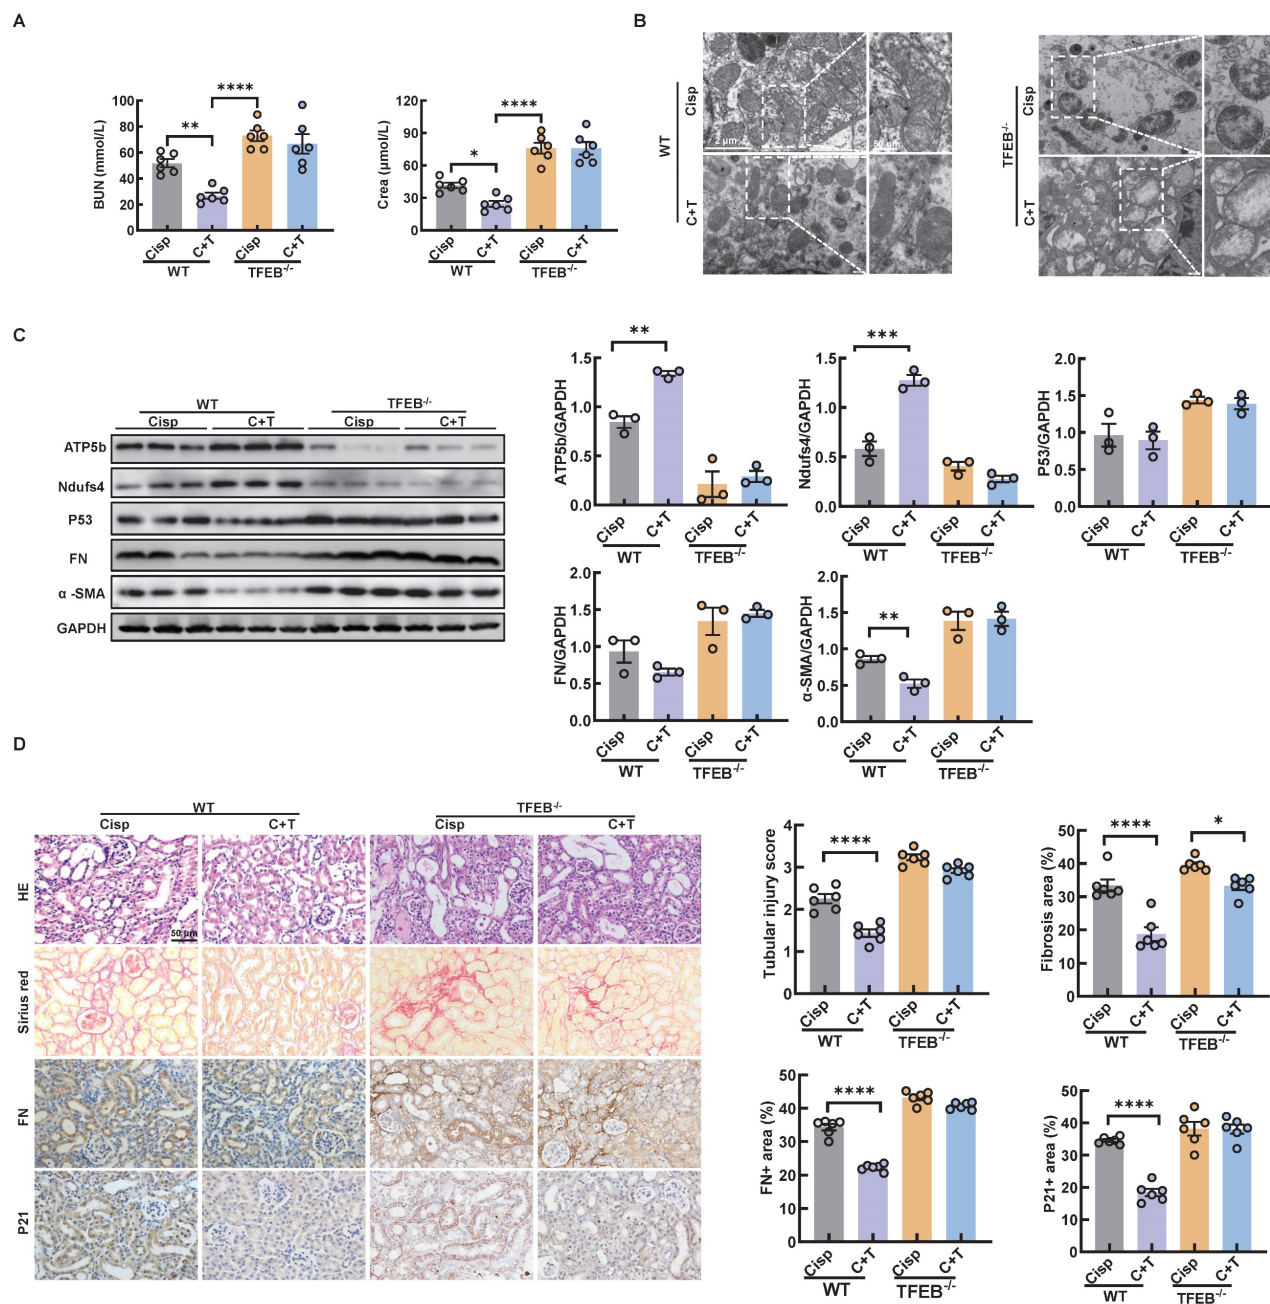 A
BUN (mmol/L)
100
80
60
40
20
0
**
****
Cisp
C+T
Cisp
C+T
WT
TFEB-/-
Crea (μmol/L)
120
90
60
30
0
*
****
Cisp
C+T
Cisp
C+T
WT
TFEB-/-
B
WT
Cisp
C+T
2 μm
50 μm
TFEB-/-
Cisp
C+T
C
WT
TFEB-/-
Cisp
C+T
Cisp
C+T
ATP5b
Ndufs4
P53
FN
α -SMA
GAPDH
ATP5b/GAPDH
1.5
1.0
0.5
0.0
**
Cisp
C+T
Cisp
C+T
WT
TFEB-/-
Ndufs4/GAPDH
1.5
1.0
0.5
0.0
***
Cisp
C+T
Cisp
C+T
WT
TFEB-/-
P53/GAPDH
2.0
1.5
1.0
0.5
0.0
Cisp
C+T
Cisp
C+T
WT
TFEB-/-
FN/GAPDH
2.0
1.5
1.0
0.5
0.0
Cisp
C+T
Cisp
C+T
WT
TFEB-/-
α-SMA/GAPDH
2.0
1.5
1.0
0.5
0.0
**
Cisp
C+T
Cisp
C+T
WT
TFEB-/-
D
WT
TFEB-/-
Cisp
C+T
Cisp
C+T
HE
50 μm
Sirius red
FN
P21
Tubular injury score
4
3
2
1
0
****
Cisp
C+T
Cisp
C+T
WT
TFEB-/-
Fibrosis area (%)
50
40
30
20
10
0
****
*
Cisp
C+T
Cisp
C+T
WT
TFEB-/-
FN+ area (%)
50
40
30
20
10
0
****
Cisp
C+T
Cisp
C+T
WT
TFEB-/-
P21+ area (%)
50
40
30
20
10
0
****
Cisp
C+T
Cisp
C+T
WT
TFEB-/-